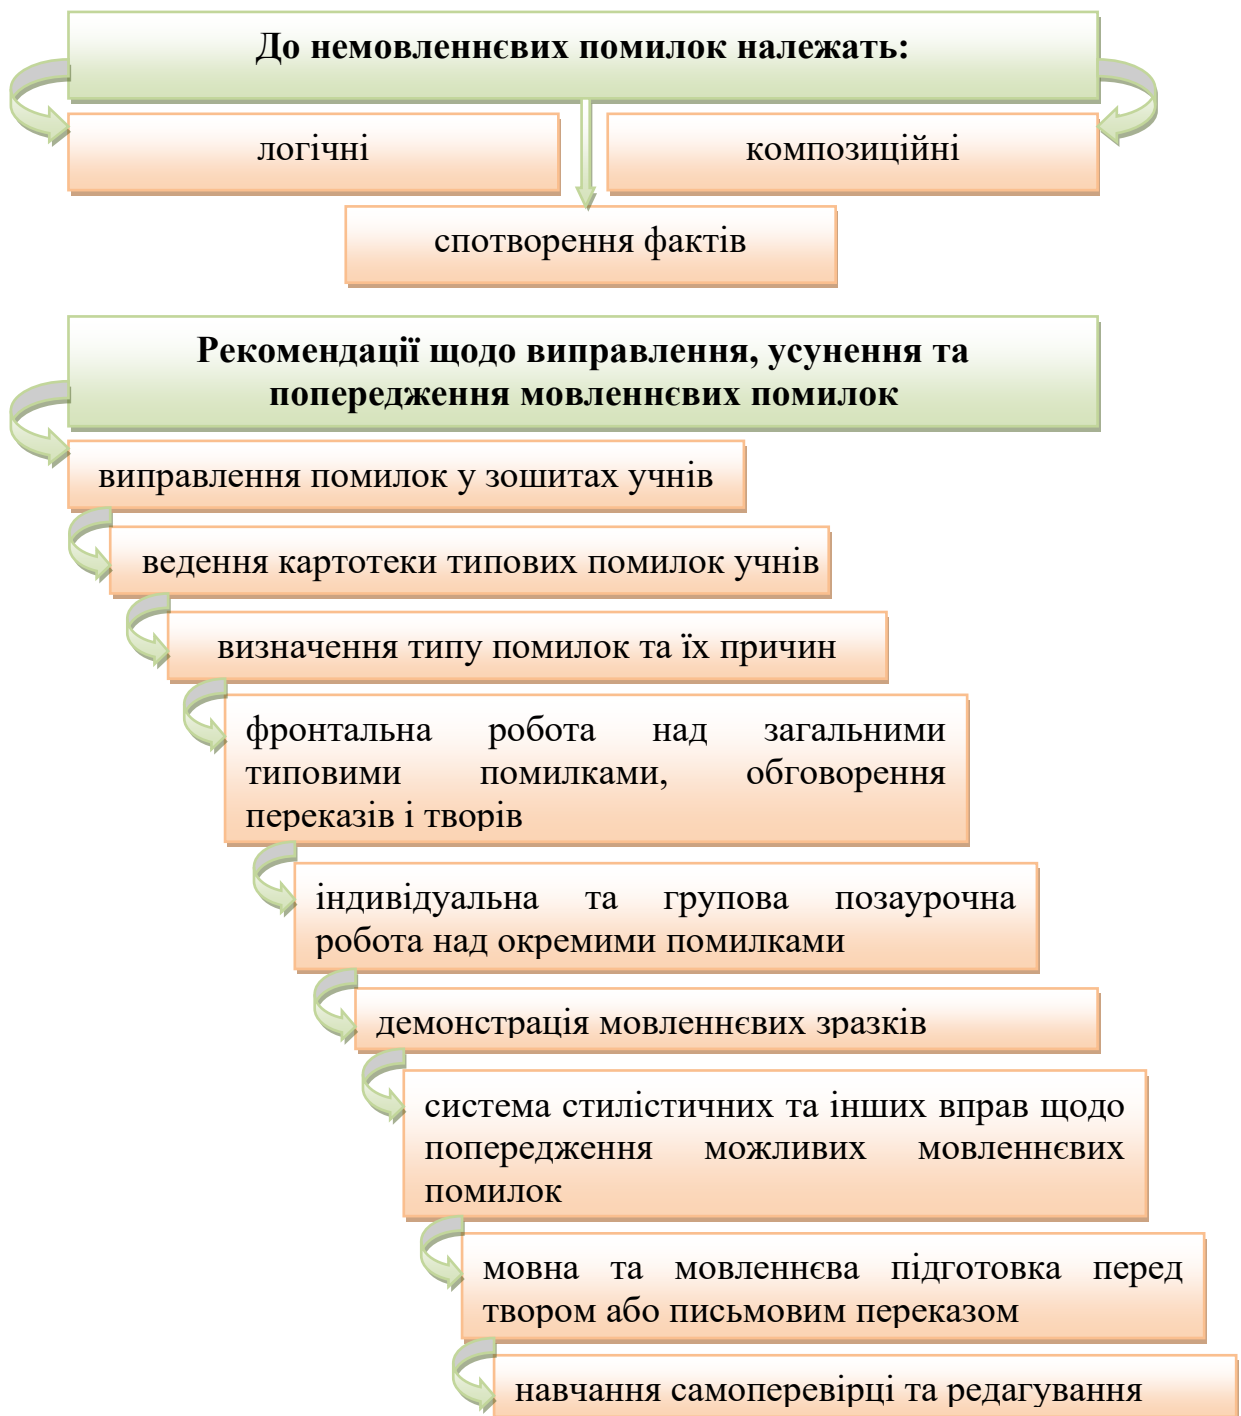 До немовленнєвих помилок належать:
логічні
композиційні
спотворення фактів
Рекомендації щодо виправлення, усунення та
попередження мовленнєвих помилок
виправлення помилок у зошитах учнів
ведення картотеки типових помилок учнів
визначення типу помилок та їх причин
фронтальна робота над загальними
типовими помилками, обговорення
переказів і творів
індивідуальна та групова позаурочна
робота над окремими помилками
демонстрація мовленнєвих зразків
система стилістичних та інших вправ щодо
попередження можливих мовленнєвих
помилок
мовна та мовленнєва підготовка перед
твором або письмовим переказом
навчання самоперевірці та редагування